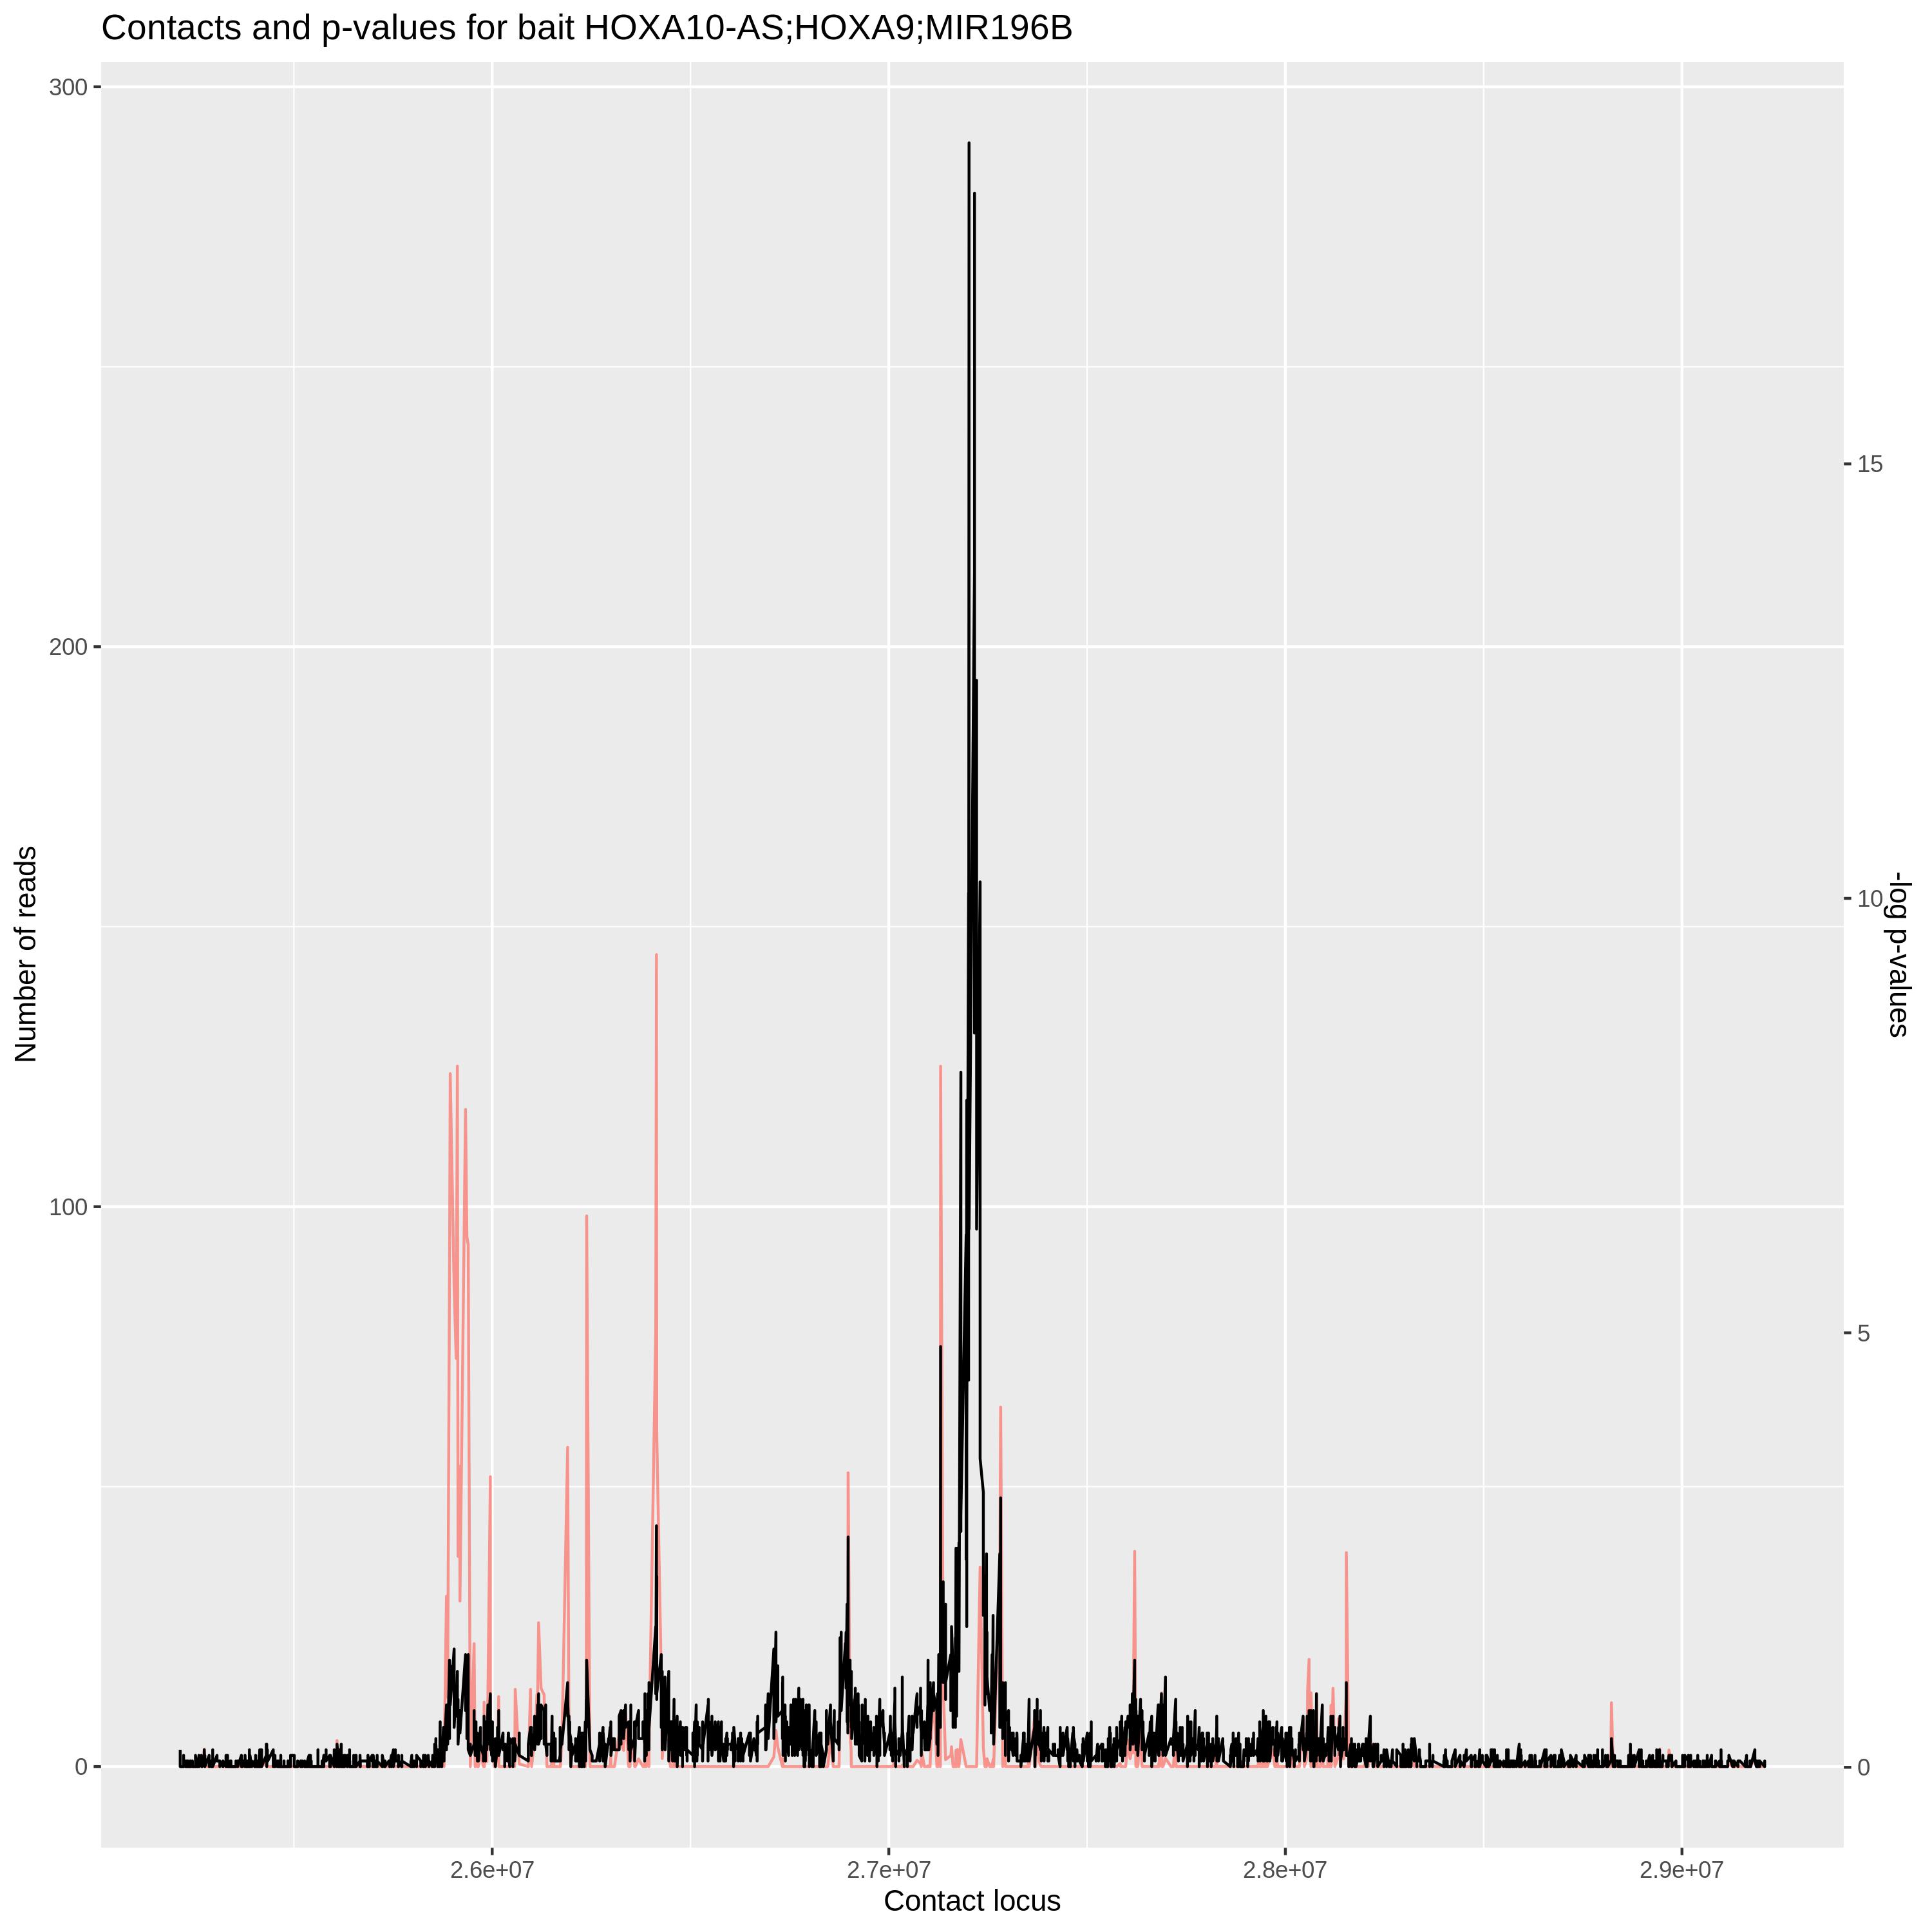 Contacts and p-values for bait HOXA10-AS;HOXA9;MIR196B
300
200
100
0
Number of reads
15
10
5
0
-log p-values
2.6e+07
2.7e+07
2.8e+07
2.9e+07
Contact locus